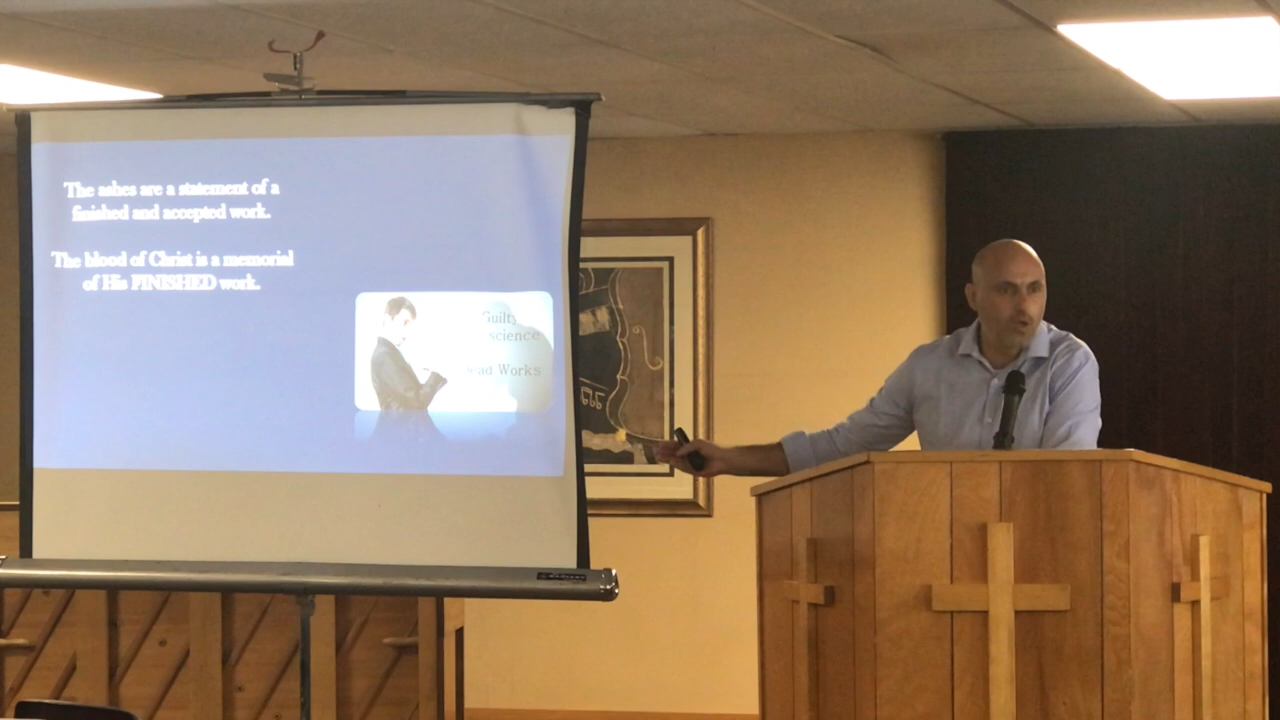 The ashes are a statement of a
finished and accepted work.
The blood of Christ is a memorial
of His FINISHED work.
Guilty
science
ead Works